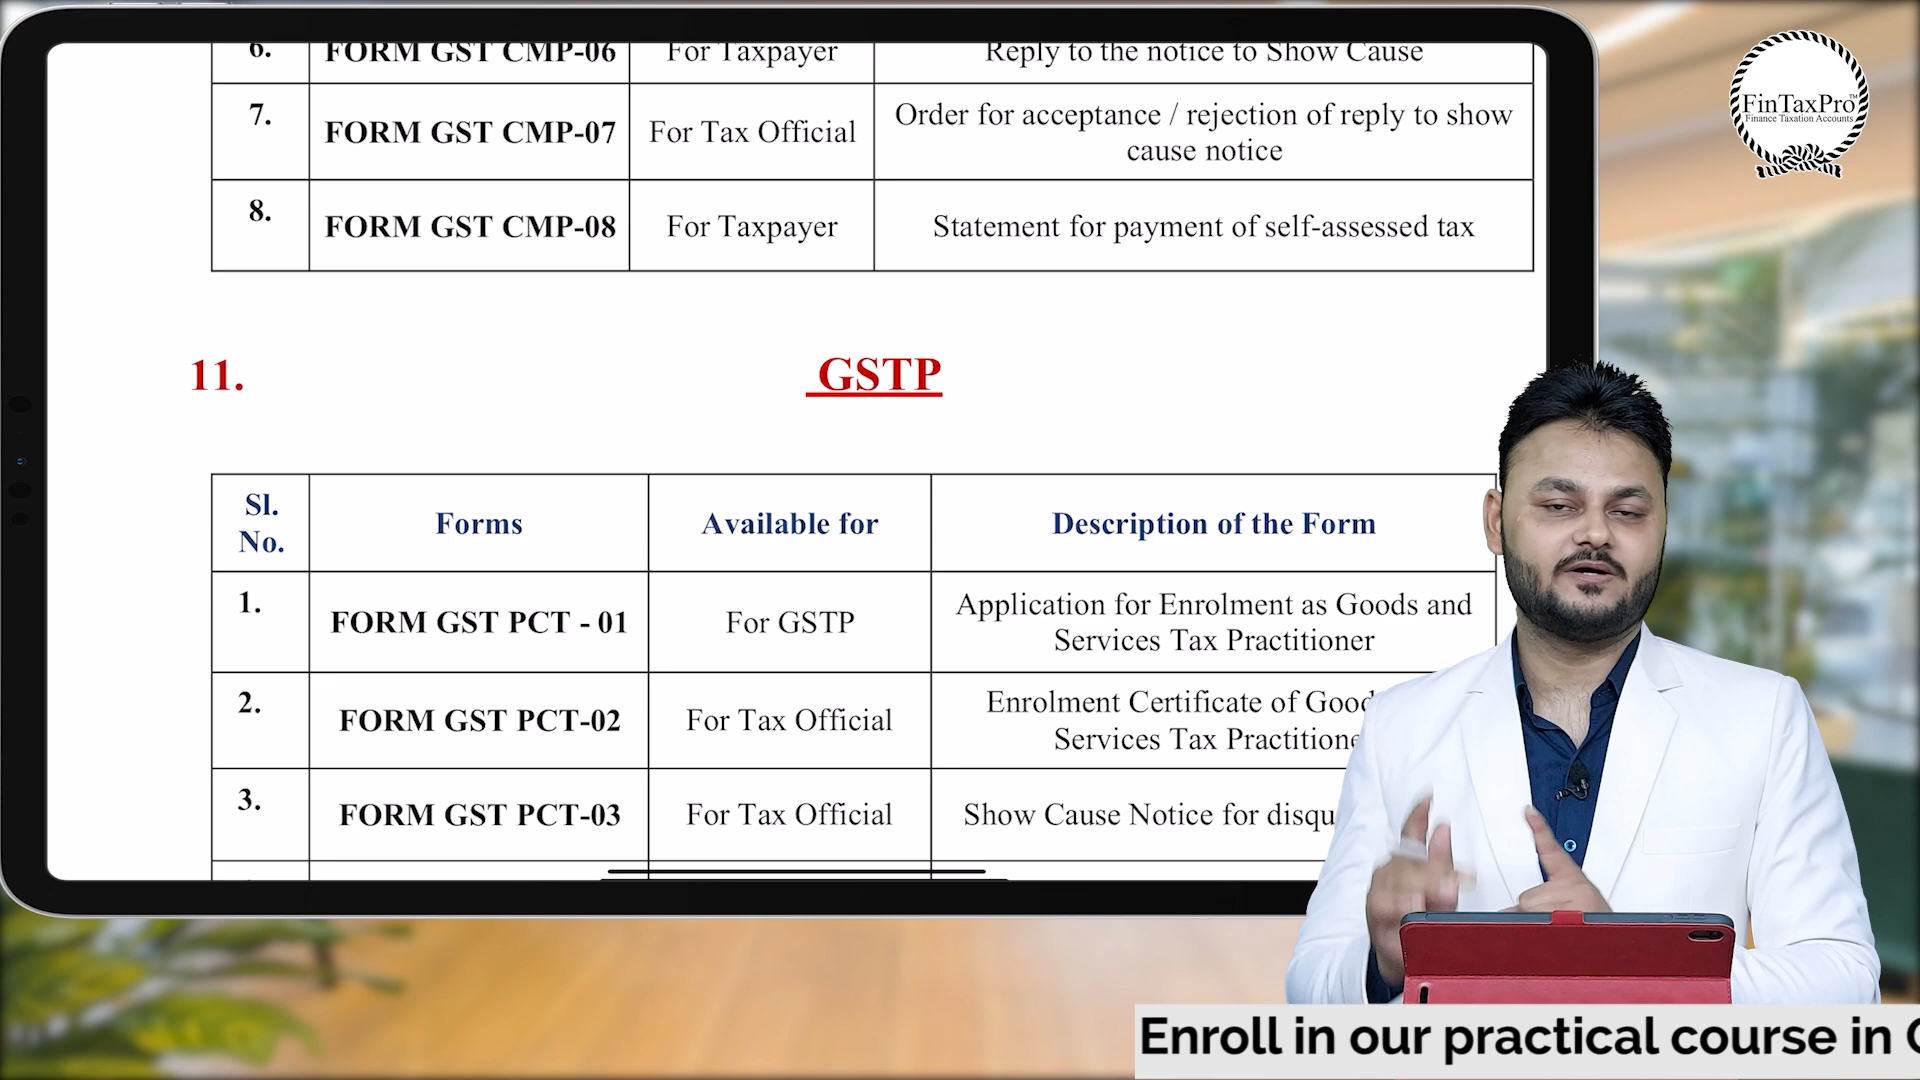 6. FORM GST CMP-06 For Taxpayer Reply to the notice to Show Cause
7. FORM GST CMP-07 For Tax Official Order for acceptance / rejection of reply to show
cause notice
8. FORM GST CMP-08 For Taxpayer Statement for payment of self-assessed tax
11. GSTP
Sl.
No. Forms Available for Description of the Form
1. FORM GST PCT - 01 For GSTP Application for Enrolment as Goods and
Services Tax Practitioner
2. FORM GST PCT-02 For Tax Official Enrolment Certificate of
Services Tax
3. FORM GST PCT-03 For Tax Official Show Cause Notice for
FinTaxPro™
Finance Taxation Accounts
Enroll in our practical course in